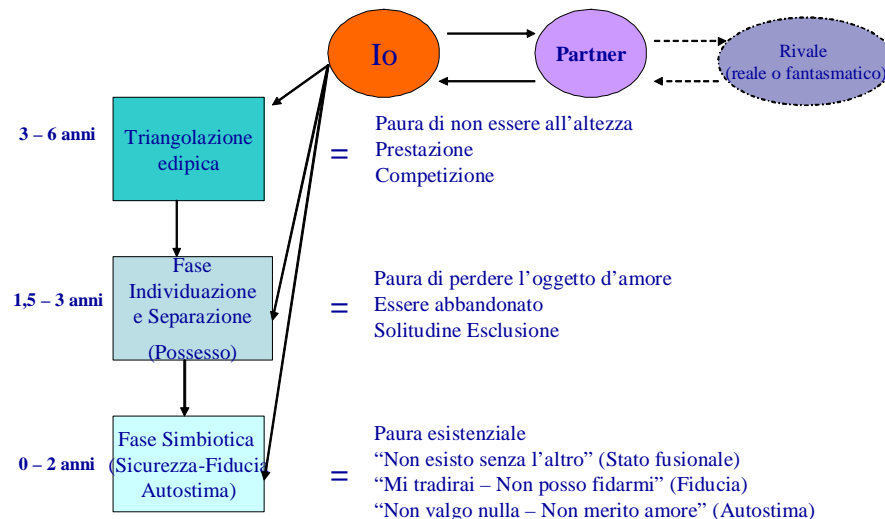 Io
Partner
Rivale
(reale o fantasmatico)
3 – 6 anni
Triangolazione
edipica
=
Paura di non essere all’altezza
Prestazione
Competizione
1,5 – 3 anni
Fase
Individuazione
e Separazione
(Possesso)
=
Paura di perdere l’oggetto d’amore
Essere abbandonato
Solitudine Esclusione
0 – 2 anni
Fase Simbiotica
(Sicurezza-Fiducia
Autostima)
=
Paura esistenziale
“Non esisto senza l’altro” (Stato fusionale)
“Mi tradirai – Non posso fidarmi” (Fiducia)
“Non valgo nulla – Non merito amore” (Autostima)